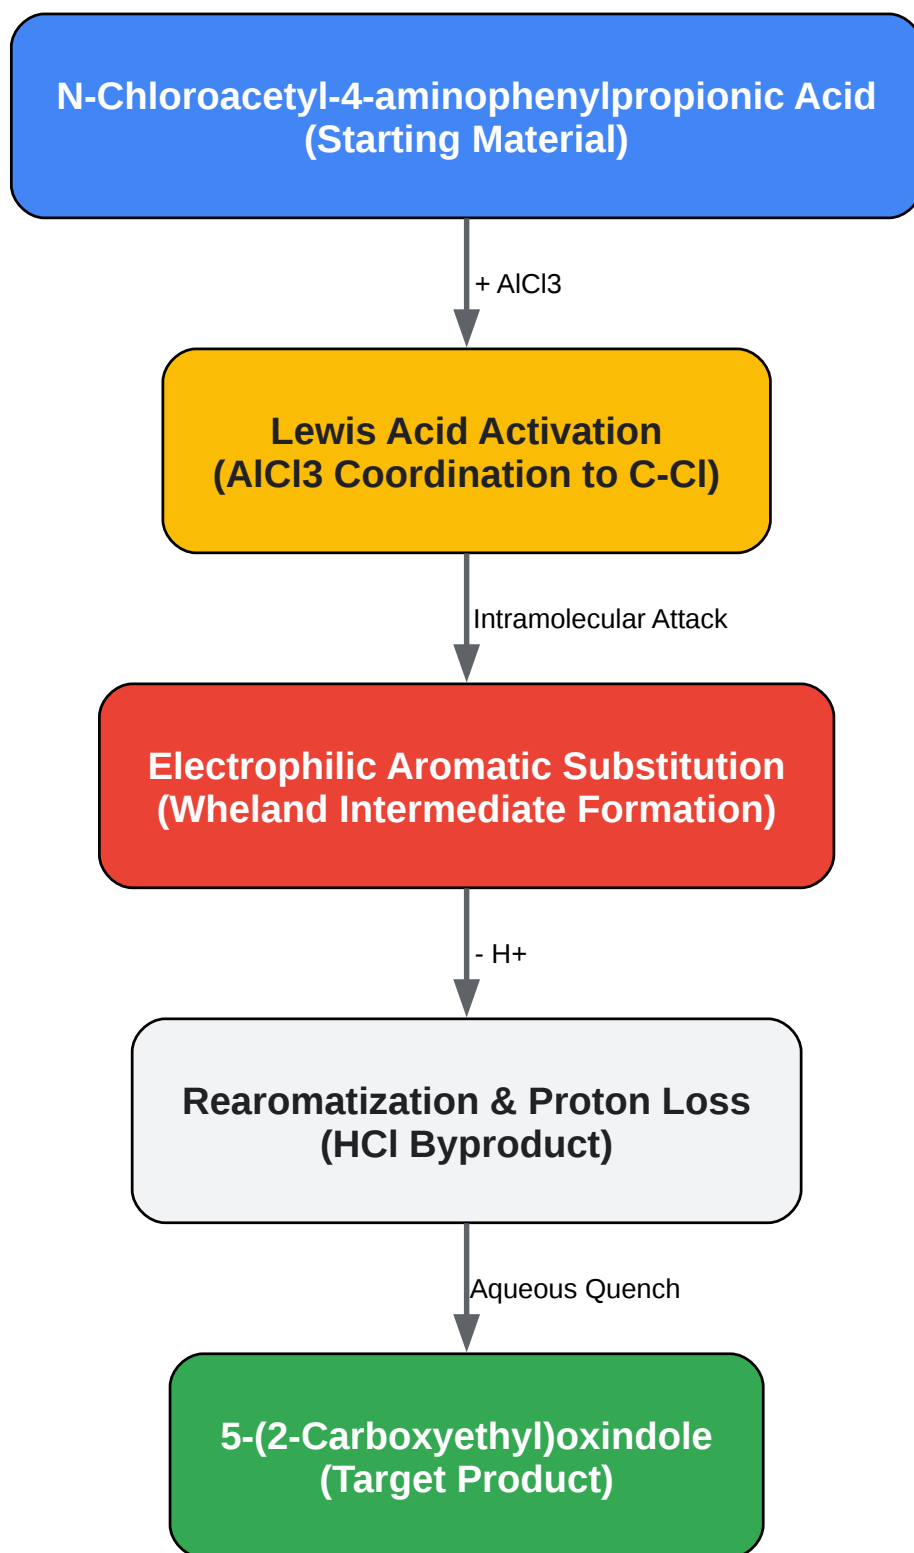 N-Chloroacetyl-4-aminophenylpropionic Acid
(Starting Material)
+ AlCl3
Lewis Acid Activation
(AlCl3 Coordination to C-Cl)
Intramolecular Attack
Electrophilic Aromatic Substitution
(Wheland Intermediate Formation)
- H+
Rearomatization & Proton Loss
(HCl Byproduct)
Aqueous Quench
5-(2-Carboxyethyl)oxindole
(Target Product)